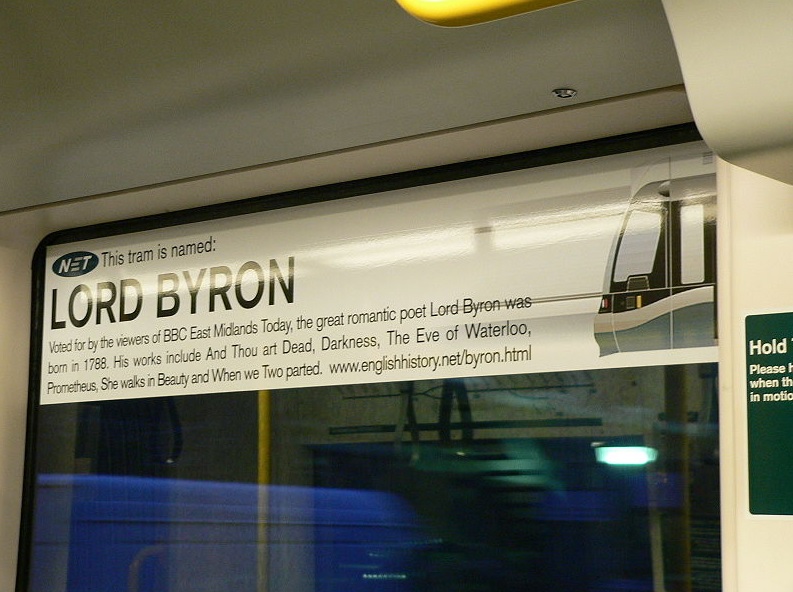 NET This tram is named:
LORD BYRON
Voted for by the viewers of BBC East Midlands Today, the great romantic poet Lord Byron was
born in 1788. His works include And Thou art Dead, Darkness, The Eve of Waterloo,
Prometheus, She walks in Beauty and When we Two parted. www.englishhistory.net/byron.html
Hold
Please
when
in